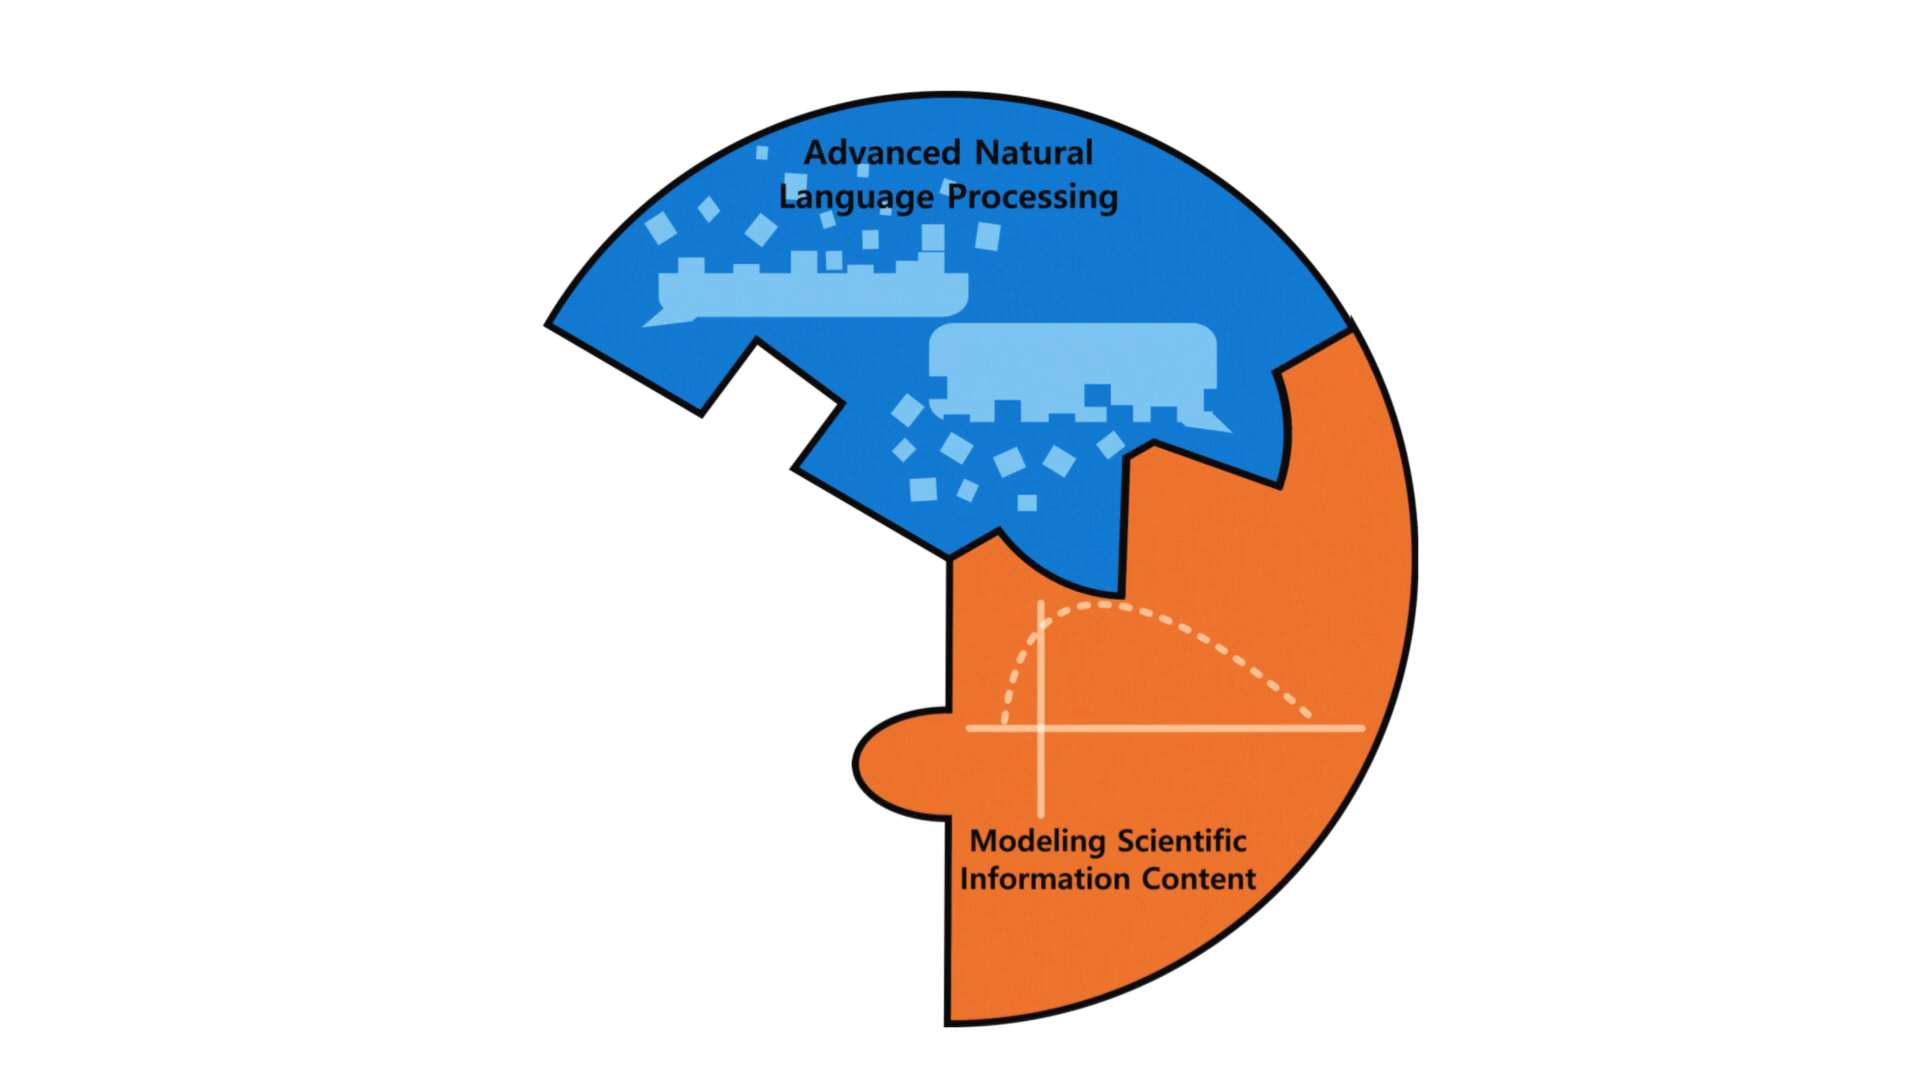 Advanced Natural
Language Processing
Modeling Scientific
Information Content